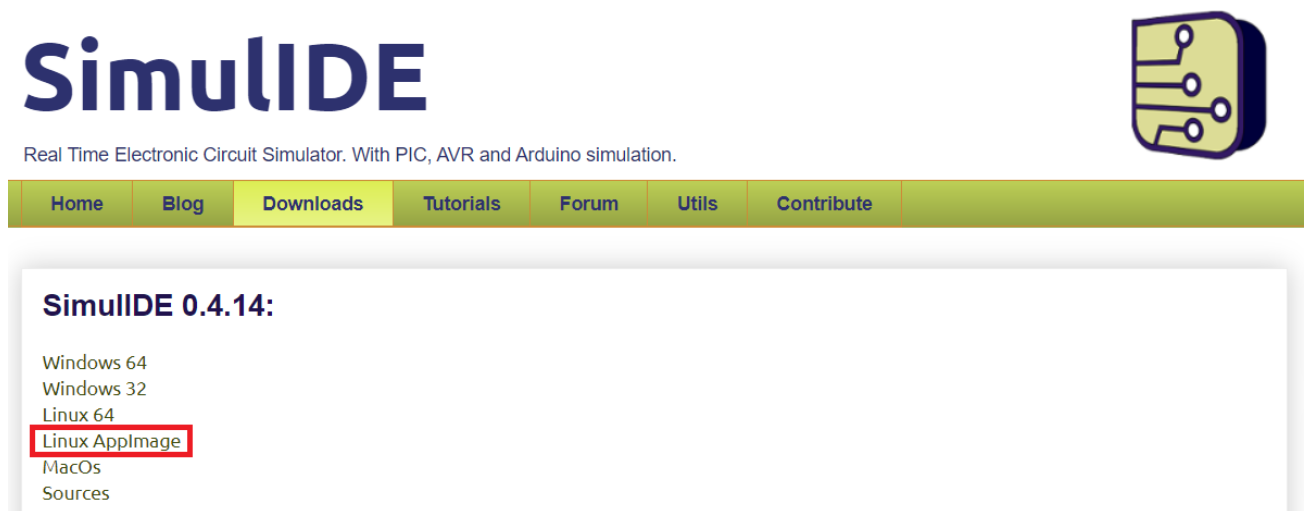 SimulIDE
Real Time Electronic Circuit Simulator. With PIC, AVR and Arduino simulation.
Home Blog Downloads Tutorials Forum Utils Contribute
SimulIDE 0.4.14:
Windows 64
Windows 32
Linux 64
Linux AppImage
MacOs
Sources